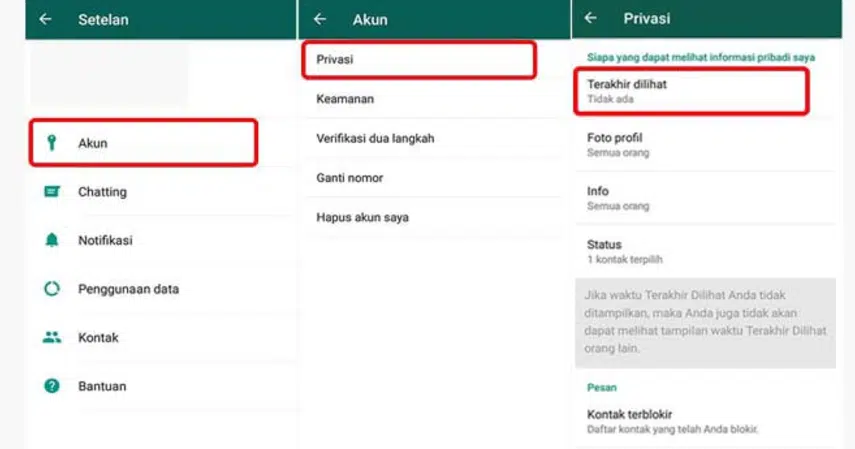 Setelan
Akun
Chatting
Notifikasi
Penggunaan data
Kontak
Bantuan
Akun
Privasi
Keamanan
Verifikasi dua langkah
Ganti nomor
Hapus akun saya
Privasi
Siapa yang dapat melihat informasi pribadi saya
Terakhir dilihat
Tidak ada
Foto profil
Semua orang
Info
Semua orang
Status
1 kontak terpilih
Jika waktu Terakhir Dilihat Anda tidak
ditampilkan, maka Anda juga tidak akan
dapat melihat tampilan waktu Terakhir Dilihat
orang lain.
Pesan
Kontak terblokir
Daftar kontak yang telah Anda blokir.